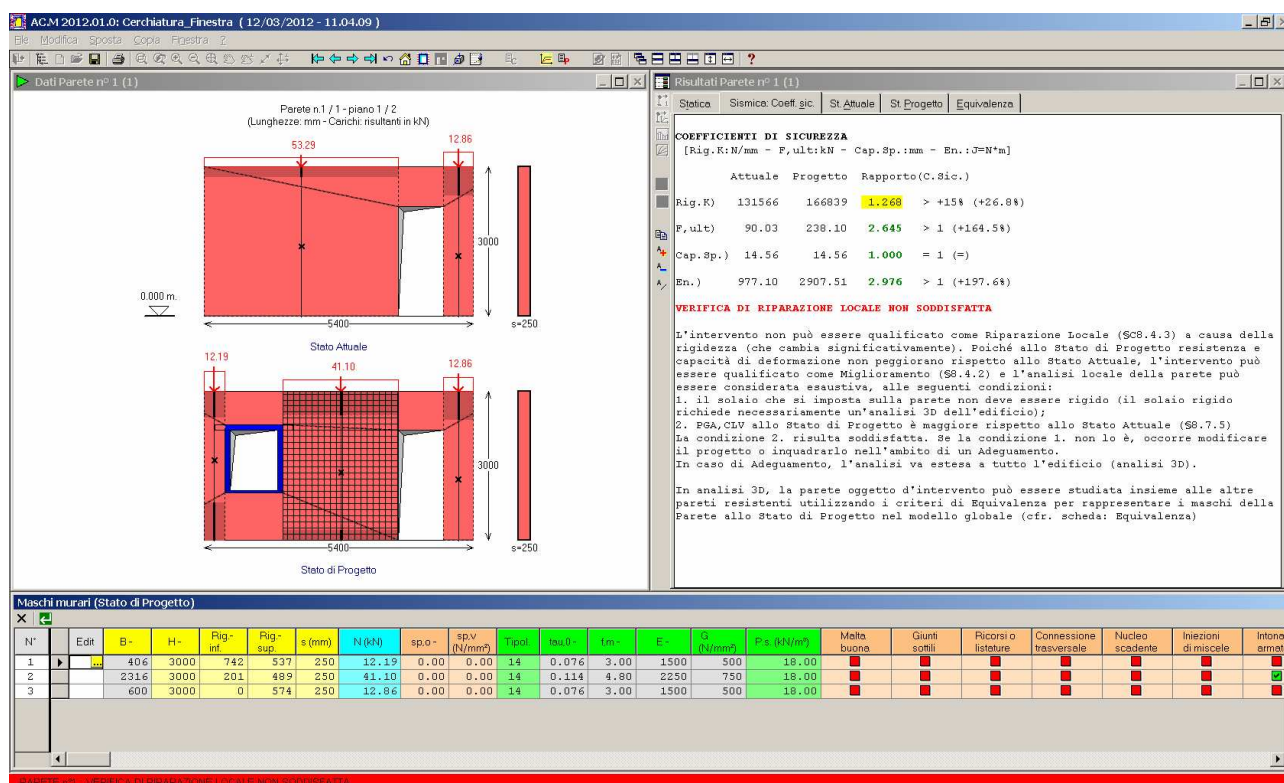 AC.M 2012.01.0: Cerchiatura_Finestra ( 12/03/2012 - 11.04.09 )
File Modifica Sposta Copia Finestra ?
Dati Parete n° 1 (1)
Parete n.1 / 1 - piano 1 / 2
(Lunghezze: mm - Carichi: risultanti in kN)
53.29
12.86
3000
0.000 m.
5400
s=250
Stato Attuale
12.19
41.10
12.86
3000
5400
s=250
Stato di Progetto
Risultati Parete n° 1 (1)
Statica Sismica: Coeff. sic. St. Attuale St. Progetto Equivalenza
COEFFICIENTI DI SICUREZZA
[Rig.K:N/mm - F,ult:kN - Cap.Sp.:mm - En.:J=N*m]
Attuale Progetto Rapporto(C.Sic.)
Rig.K) 131566 166839 1.268 > +15% (+26.8%)
F,ult) 90.03 238.10 2.645 > 1 (+164.5%)
Cap.Sp.) 14.56 14.56 1.000 = 1 (=)
En.) 977.10 2907.51 2.976 > 1 (+197.6%)
VERIFICA DI RIPARAZIONE LOCALE NON SODDISFATTA
L'intervento non può essere qualificato come Riparazione Locale (§C8.4.3) a causa della
rigidezza (che cambia significativamente). Poiché allo Stato di Progetto resistenza e
capacità di deformazione non peggiorano rispetto allo Stato Attuale, l'intervento può
essere qualificato come Miglioramento (§8.4.2) e l'analisi locale della parete può
essere considerata esaustiva, alle seguenti condizioni:
1. il solaio che si imposta sulla parete non deve essere rigido (il solaio rigido
richiede necessariamente un'analisi 3D dell'edificio);
2. PGA,CLV allo Stato di Progetto è maggiore rispetto allo Stato Attuale (§8.7.5)
La condizione 2. risulta soddisfatta. Se la condizione 1. non lo è, occorre modificare
il progetto o inquadrarlo nell'ambito di un Adeguamento.
In caso di Adeguamento, l'analisi va estesa a tutto l'edificio (analisi 3D).
In analisi 3D, la parete oggetto d'intervento può essere studiata insieme alle altre
pareti resistenti utilizzando i criteri di Equivalenza per rappresentare i maschi della
Parete allo Stato di Progetto nel modello globale (cfr. scheda: Equivalenza)
Maschi murari (Stato di Progetto)
N° Edit B - H - Rig.- inf. Rig.- sup. s (mm) N (kN) sp.o - sp.v (N/mm²) Tipol. tau.0 - f.m - E - G (N/mm²) P.s. (kN/m³) Malta buona Giunti sottili Ricorsi o listature Connessione trasversale Nucleo scadente Iniezioni di miscele Intona armat
1 ... 406 3000 742 537 250 12.19 0.00 0.00 14 0.076 3.00 1500 500 18.00
2 2316 3000 201 489 250 41.10 0.00 0.00 14 0.114 4.80 2250 750 18.00
3 600 3000 0 574 250 12.86 0.00 0.00 14 0.076 3.00 1500 500 18.00